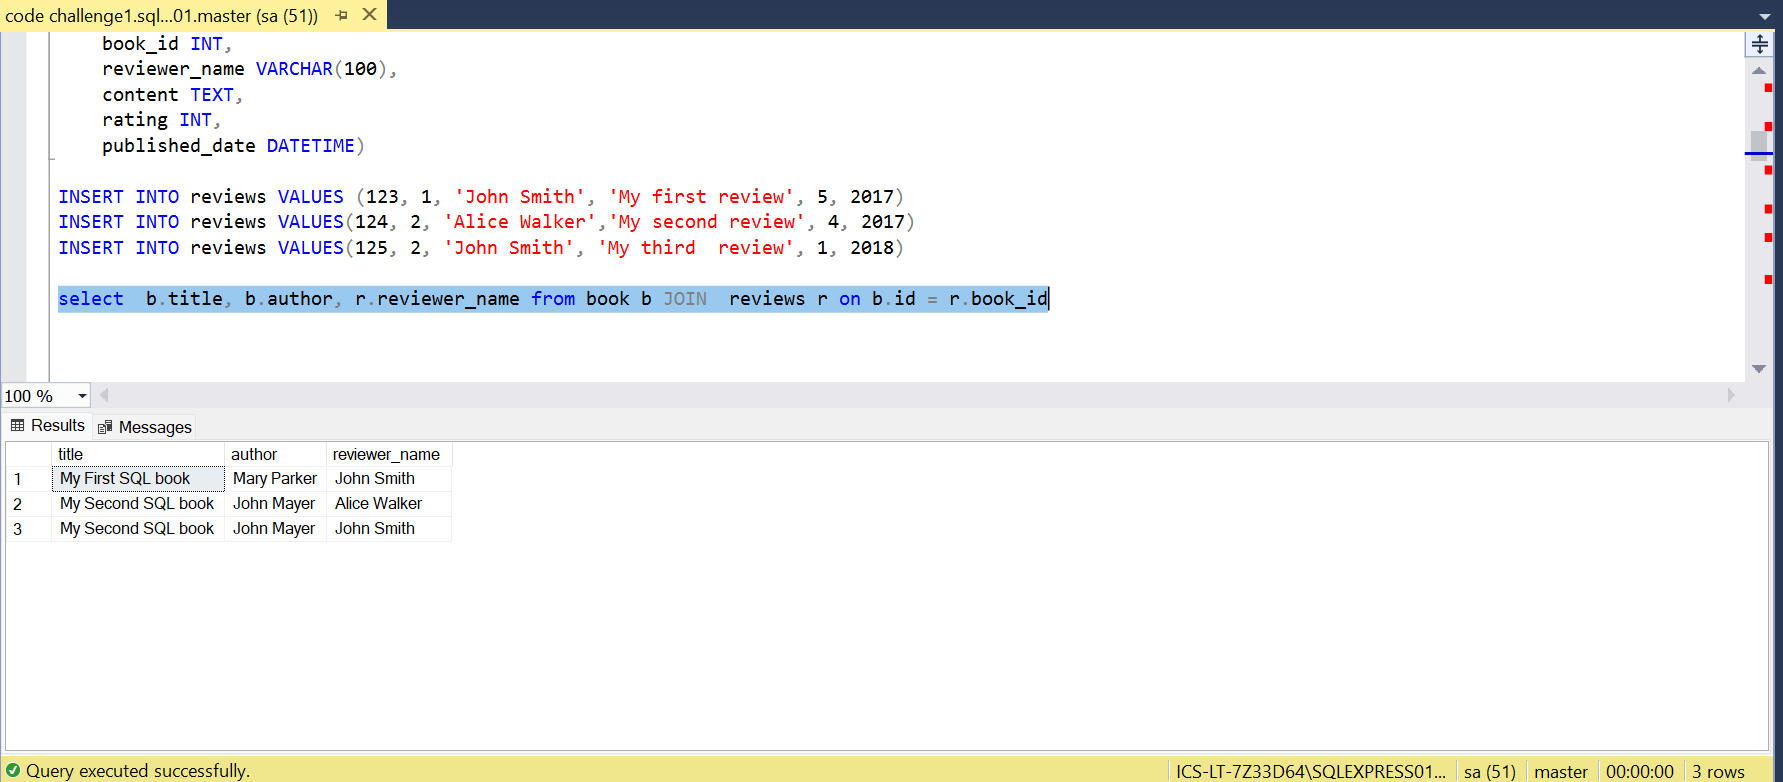 code challenge1.sql...01.master (sa (51))
book_id INT,
reviewer_name VARCHAR(100),
content TEXT,
rating INT,
published_date DATETIME)
INSERT INTO reviews VALUES (123, 1, 'John Smith', 'My first review', 5, 2017)
INSERT INTO reviews VALUES(124, 2, 'Alice Walker','My second review', 4, 2017)
INSERT INTO reviews VALUES(125, 2, 'John Smith', 'My third  review', 1, 2018)
select  b.title, b.author, r.reviewer_name from book b JOIN  reviews r on b.id = r.book_id
100 %
Results Messages
title author reviewer_name
1 My First SQL book Mary Parker John Smith
2 My Second SQL book John Mayer Alice Walker
3 My Second SQL book John Mayer John Smith
Query executed successfully. ICS-LT-7Z33D64\SQLEXPRESS01... sa (51) master 00:00:00 3 rows